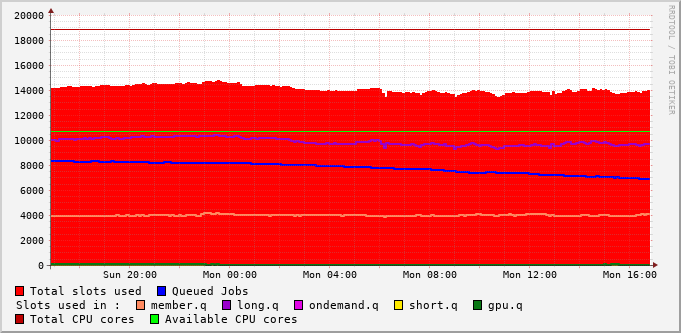 RRDTOOL / TOBI OETIKER
20000
18000
16000
14000
12000
10000
8000
6000
4000
2000
0
Sun 20:00 Mon 00:00 Mon 04:00 Mon 08:00 Mon 12:00 Mon 16:00
Total slots used Queued Jobs
Slots used in : member.q long.q ondemand.q short.q gpu.q
Total CPU cores Available CPU cores